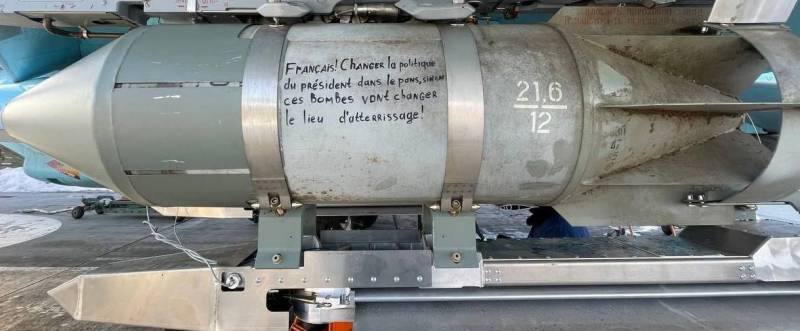 Français! Changer la politique
du président dans le pans, sinon
ces bombes vont changer
le lieu d'atterrissage!
21,6
12